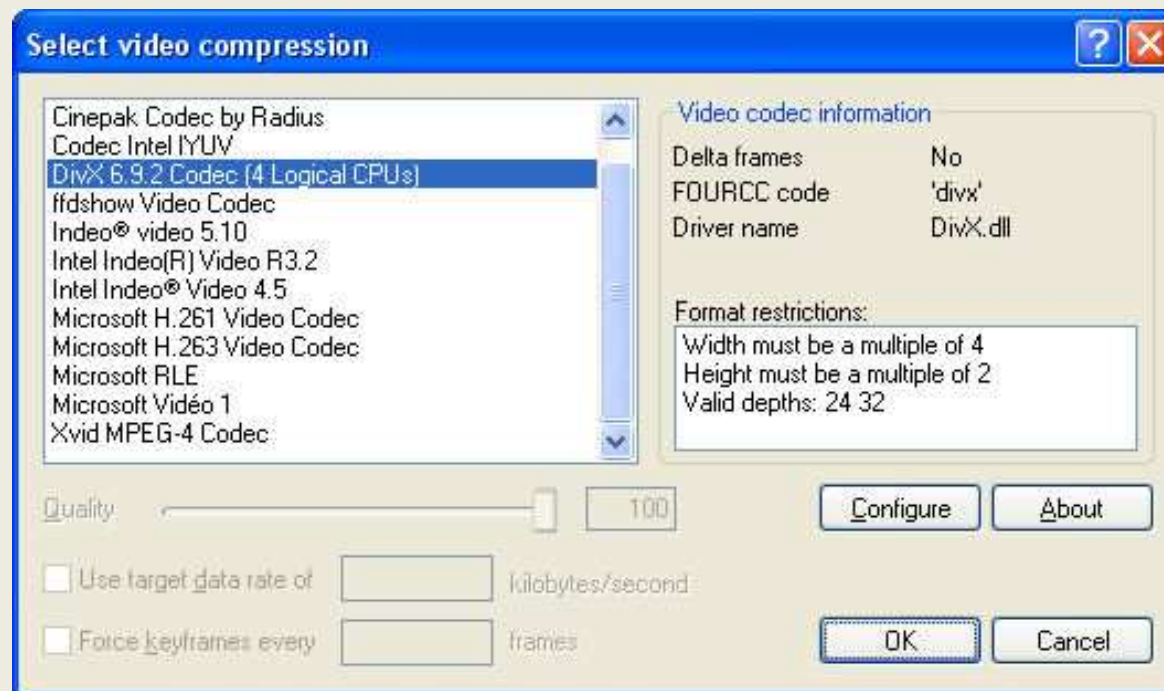 Select video compression
Cinepak Codec by Radius
Codec Intel IYUV
DivX 6.9.2 Codec (4 Logical CPUs)
ffdshow Video Codec
Indeo® video 5.10
Intel Indeo(R) Video R3.2
Intel Indeo® Video 4.5
Microsoft H.261 Video Codec
Microsoft H.263 Video Codec
Microsoft RLE
Microsoft Vidéo 1
Xvid MPEG-4 Codec
Video codec information
Delta frames No
FOURCC code 'divx'
Driver name DivX.dll
Format restrictions:
Width must be a multiple of 4
Height must be a multiple of 2
Valid depths: 24 32
Quality 100
Configure About
Use target data rate of kilobytes/second
Force keyframes every frames
OK Cancel